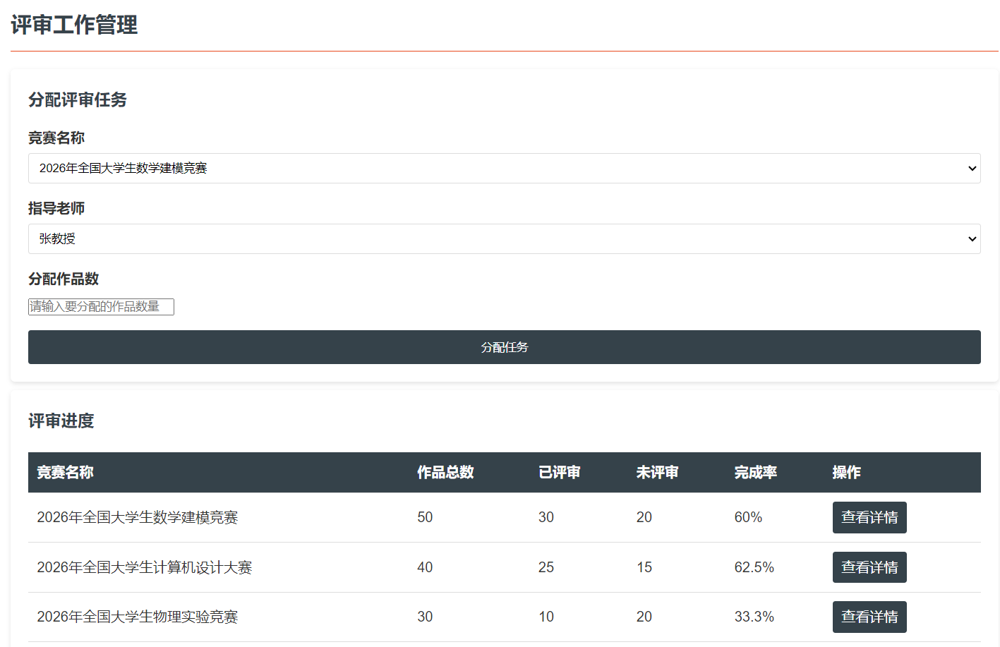 评审工作管理
分配评审任务
竞赛名称
2026年全国大学生数学建模竞赛
指导老师
张教授
分配作品数
请输入要分配的作品数量
分配任务
评审进度
竞赛名称 作品总数 已评审 未评审 完成率 操作
2026年全国大学生数学建模竞赛 50 30 20 60% 查看详情
2026年全国大学生计算机设计大赛 40 25 15 62.5% 查看详情
2026年全国大学生物理实验竞赛 30 10 20 33.3% 查看详情